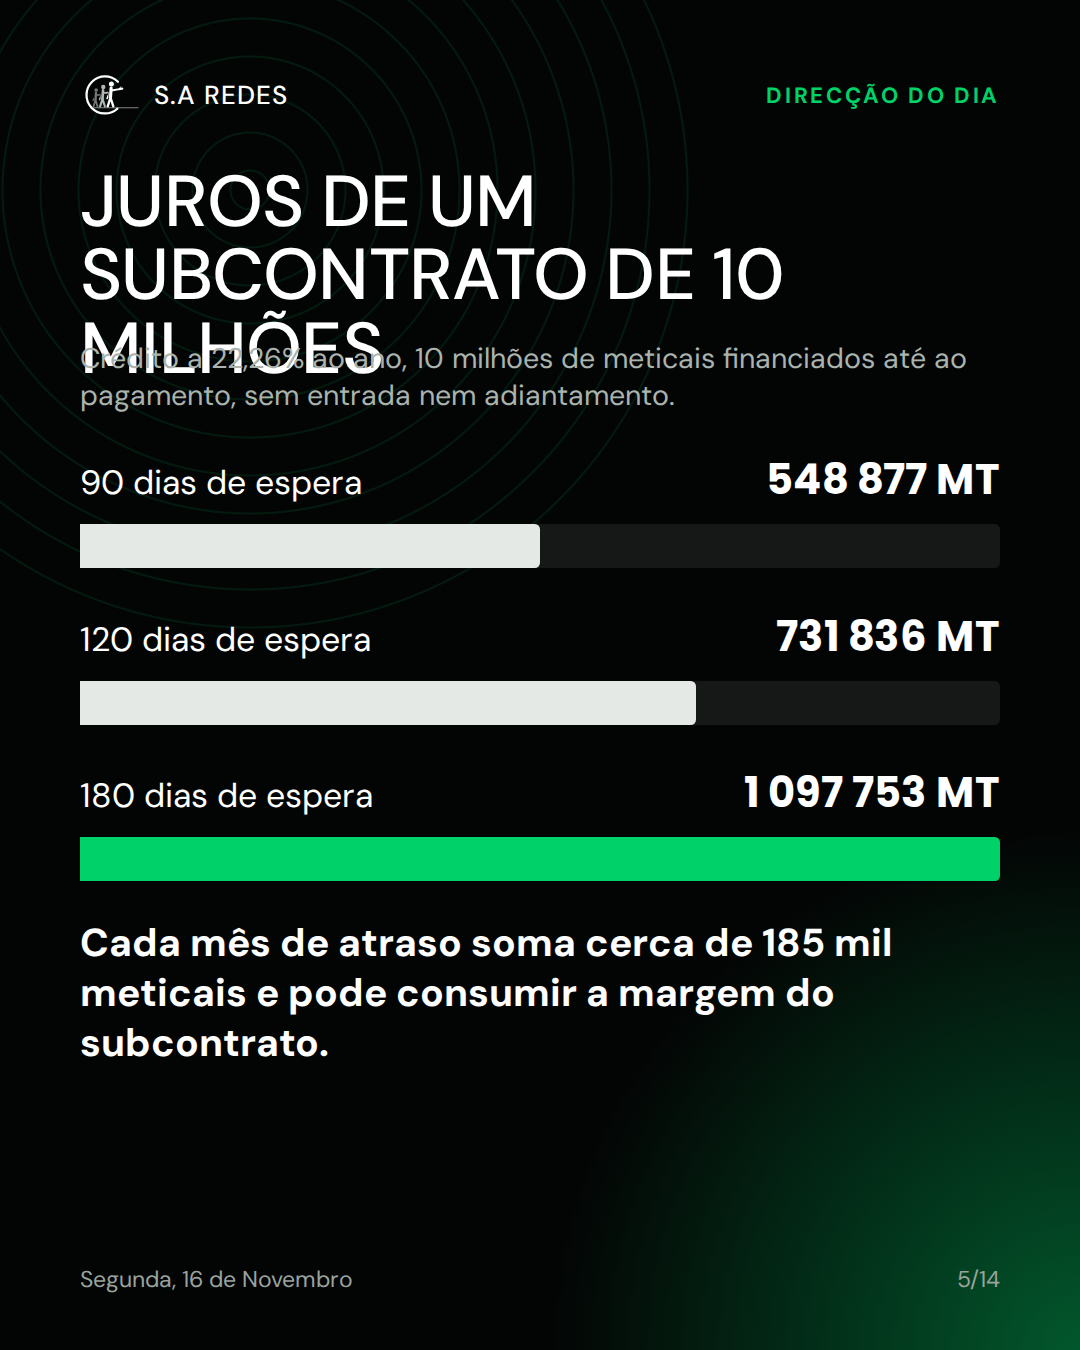 S.A REDES
DIRECÇÃO DO DIA
JUROS DE UM
SUBCONTRATO DE 10
MILHÕES
Crédito a 22,26% ao ano, 10 milhões de meticais financiados até ao
pagamento, sem entrada nem adiantamento.
90 dias de espera
548 877 MT
120 dias de espera
731 836 MT
180 dias de espera
1 097 753 MT
Cada mês de atraso soma cerca de 185 mil
meticais e pode consumir a margem do
subcontrato.
Segunda, 16 de Novembro
5/14